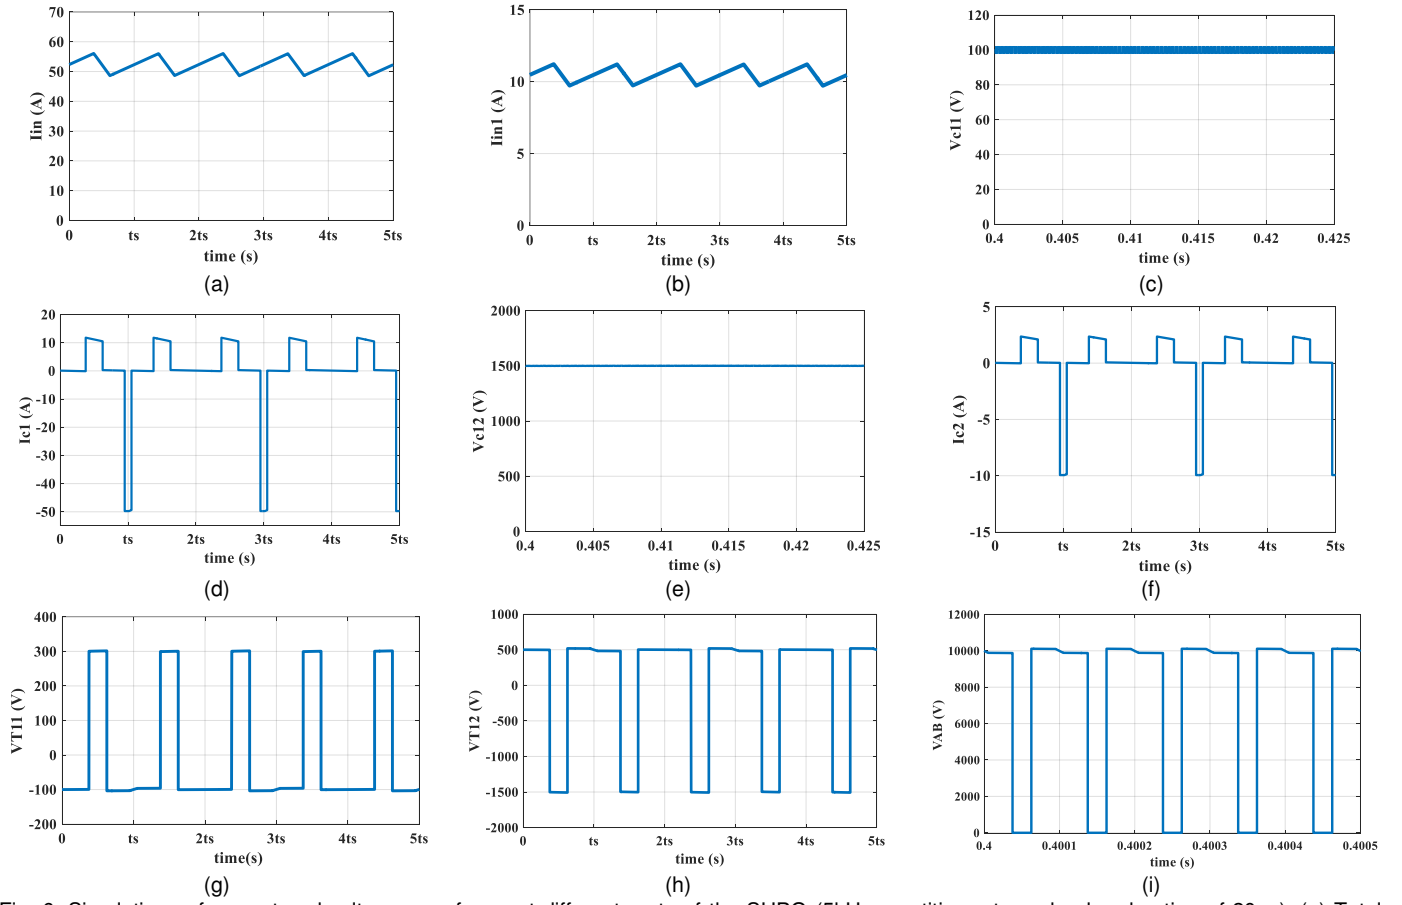 70
60
50
40
30
20
10
0
Iin (A)
0 ts 2ts 3ts 4ts 5ts
time (s)
(a)
15
10
5
0
Iin1 (A)
0 ts 2ts 3ts 4ts 5ts
time (s)
(b)
120
100
80
60
40
20
0
Vc11 (V)
0.4 0.405 0.41 0.415 0.42 0.425
time (s)
(c)
20
10
0
-10
-20
-30
-40
-50
Ic1 (A)
0 ts 2ts 3ts 4ts 5ts
time (s)
(d)
2000
1500
1000
500
0
Vc12 (V)
0.4 0.405 0.41 0.415 0.42 0.425
time (s)
(e)
5
0
-5
-10
-15
Ic2 (A)
0 ts 2ts 3ts 4ts 5ts
time (s)
(f)
400
300
200
100
0
-100
-200
VT11 (V)
0 ts 2ts 3ts 4ts 5ts
time(s)
(g)
1000
500
0
-500
-1000
-1500
-2000
VT12 (V)
0 ts 2ts 3ts 4ts 5ts
time (s)
(h)
12000
10000
8000
6000
4000
2000
0
VAB (V)
0.4 0.4001 0.4002 0.4003 0.4004 0.4005
time (s)
(i)